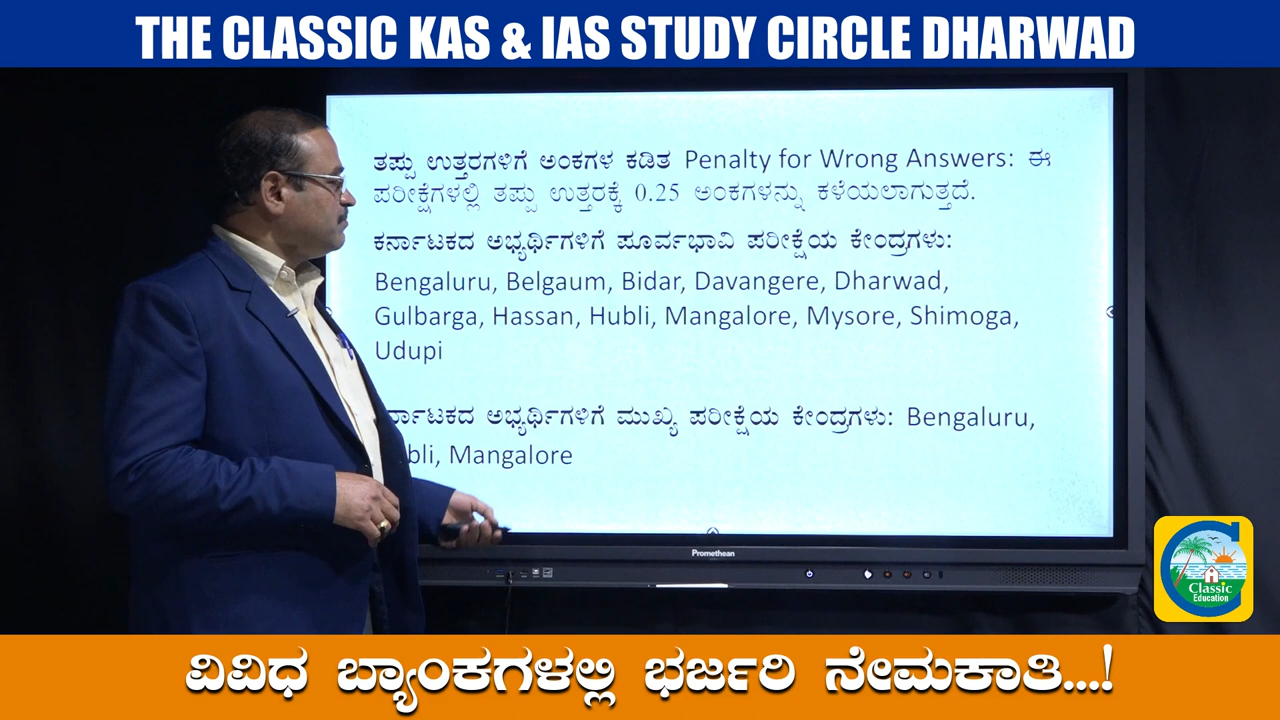 THE CLASSIC KAS & IAS STUDY CIRCLE DHARWAD
ತಪ್ಪು ಉತ್ತರಗಳಿಗೆ ಅಂಕಗಳ ಕಡಿತ Penalty for Wrong Answers: ಈ
ಪರೀಕ್ಷೆಗಳಲ್ಲಿ ತಪ್ಪು ಉತ್ತರಕ್ಕೆ 0.25 ಅಂಕಗಳನ್ನು ಕಳೆಯಲಾಗುತ್ತದೆ.
ಕರ್ನಾಟಕದ ಅಭ್ಯರ್ಥಿಗಳಿಗೆ ಪೂರ್ವಭಾವಿ ಪರೀಕ್ಷೆಯ ಕೇಂದ್ರಗಳು:
Bengaluru, Belgaum, Bidar, Davangere, Dharwad,
Gulbarga, Hassan, Hubli, Mangalore, Mysore, Shimoga,
Udupi
ಅಭ್ಯರ್ಥಿಗಳಿಗೆ ಮುಖ್ಯ ಪರೀಕ್ಷೆಯ ಕೇಂದ್ರಗಳು: Bengaluru,
Mangalore
Promethean
Classic
Education
ವಿವಿಧ ಬ್ಯಾಂಕಗಳಲ್ಲಿ ಭರ್ಜರಿ ನೇಮಕಾತಿ...!